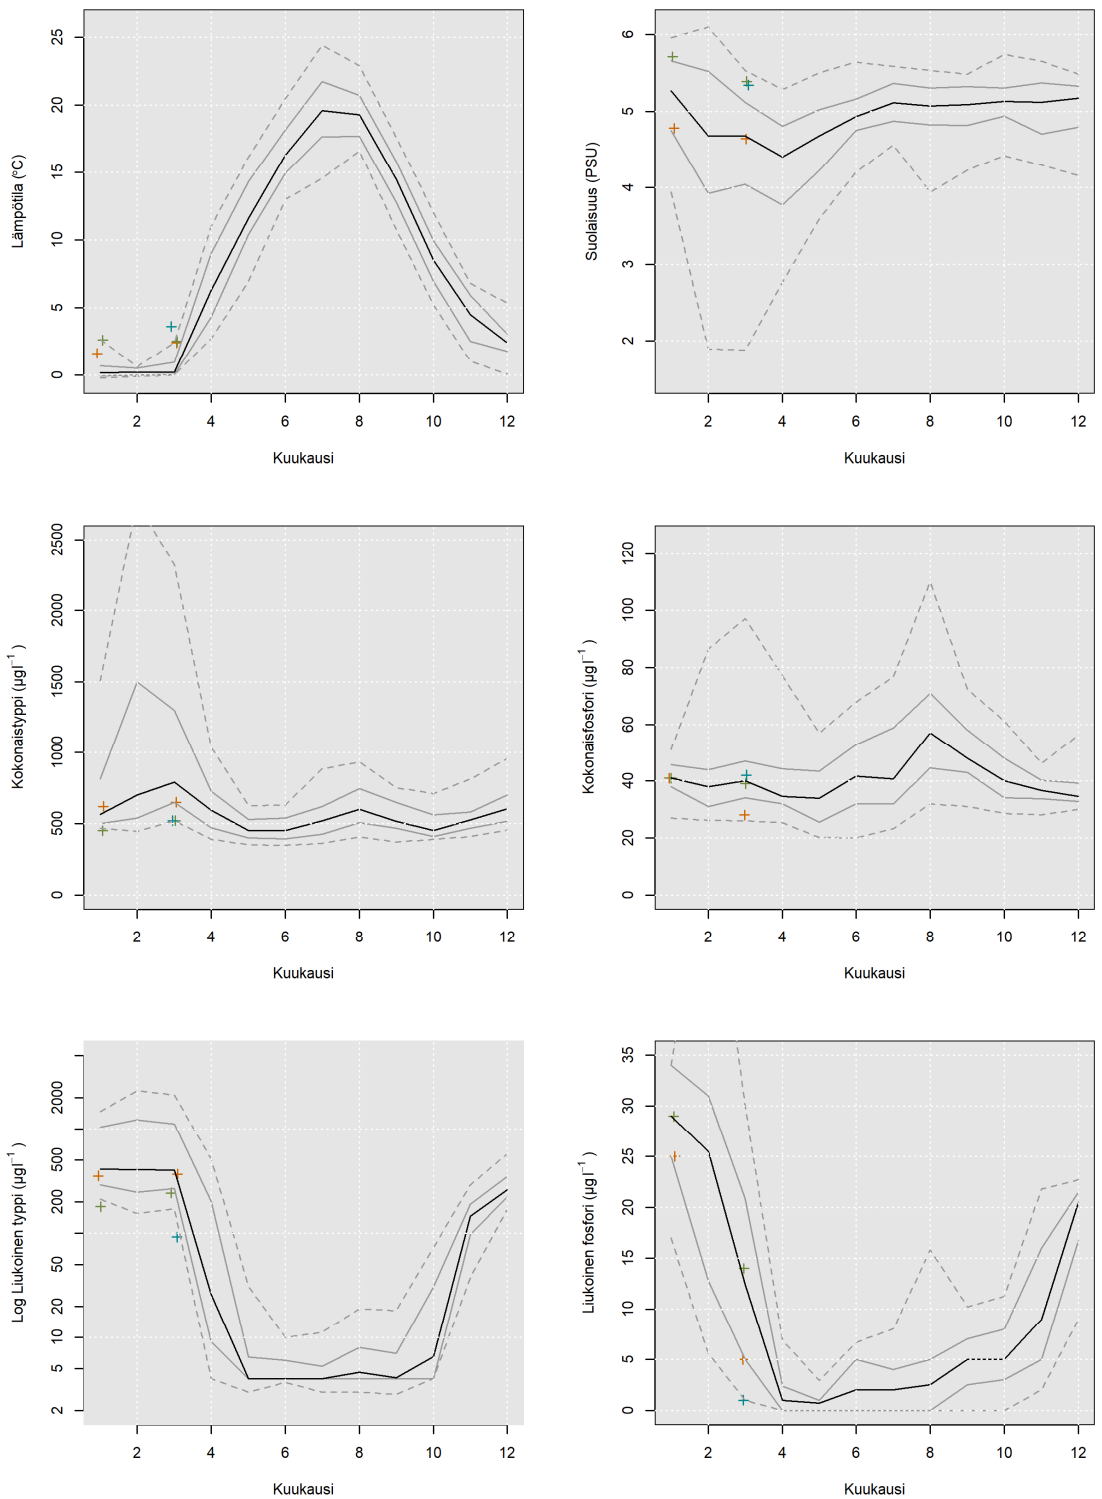 Lämpötila (°C)
0 5 10 15 20 25
2 4 6 8 10 12
Kuukausi
Suolaisuus (PSU)
2 3 4 5 6
2 4 6 8 10 12
Kuukausi
Kokonaistyppi (µgl⁻¹ )
0 500 1000 1500 2000 2500
2 4 6 8 10 12
Kuukausi
Kokonaisfosfori (µgl⁻¹ )
0 20 40 60 80 100 120
2 4 6 8 10 12
Kuukausi
Log Liukoinen typpi (µgl⁻¹ )
2 5 10 20 50 200 500 2000
2 4 6 8 10 12
Kuukausi
Liukoinen fosfori (µgl⁻¹ )
0 5 10 15 20 25 30 35
2 4 6 8 10 12
Kuukausi